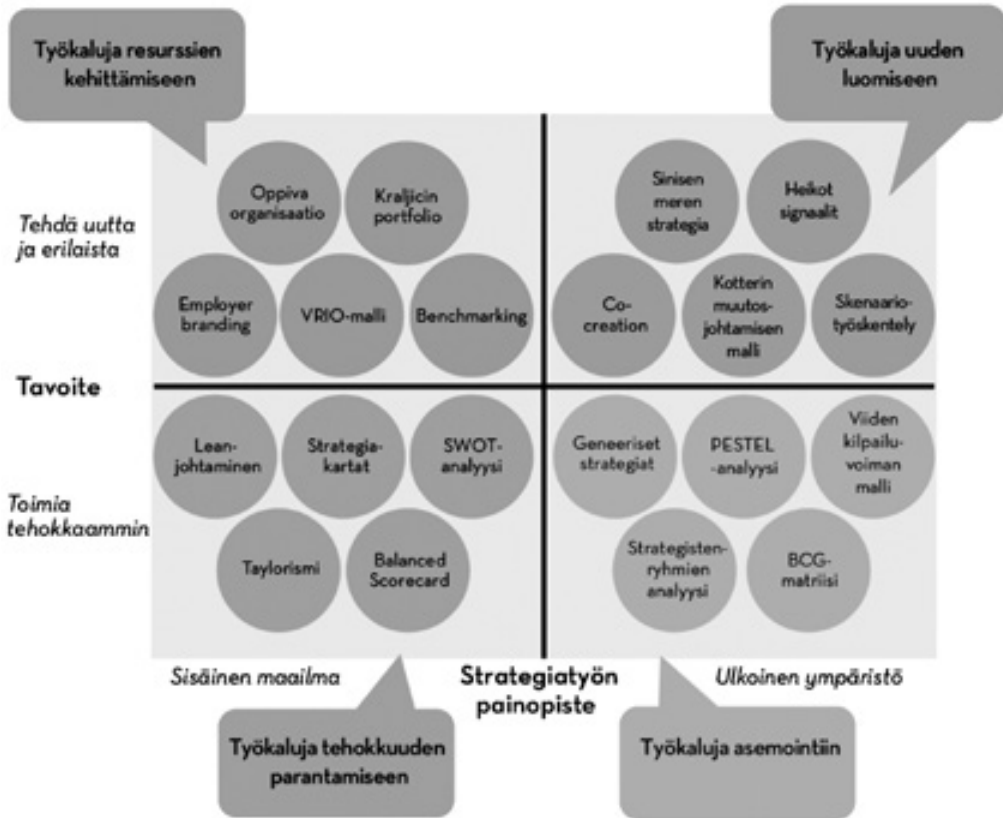 Työkaluja resurssien
kehittämiseen
Työkaluja uuden
luomiseen
Tehdä uutta
ja erilaista
Oppiva
organisaatio
Kraljicin
portfolio
Employer
branding
VRIO-malli
Benchmarking
Sinisen
meren
strategia
Heikot
signaalit
Co-
creation
Kotterin
muutos-
johtamisen
malli
Skenaario-
työskentely
Tavoite
Toimia
tehokkaammin
Lean-
johtaminen
Strategia-
kartat
SWOT-
analyysi
Taylorismi
Balanced
Scorecard
Geneeriset
strategiat
PESTEL
-analyysi
Viiden
kilpailu-
voiman
malli
Strategisten-
ryhmien
analyysi
BCG-
matriisi
Sisäinen maailma
Strategiatyön
painopiste
Ulkoinen ympäristö
Työkaluja tehokkuuden
parantamiseen
Työkaluja asemointiin